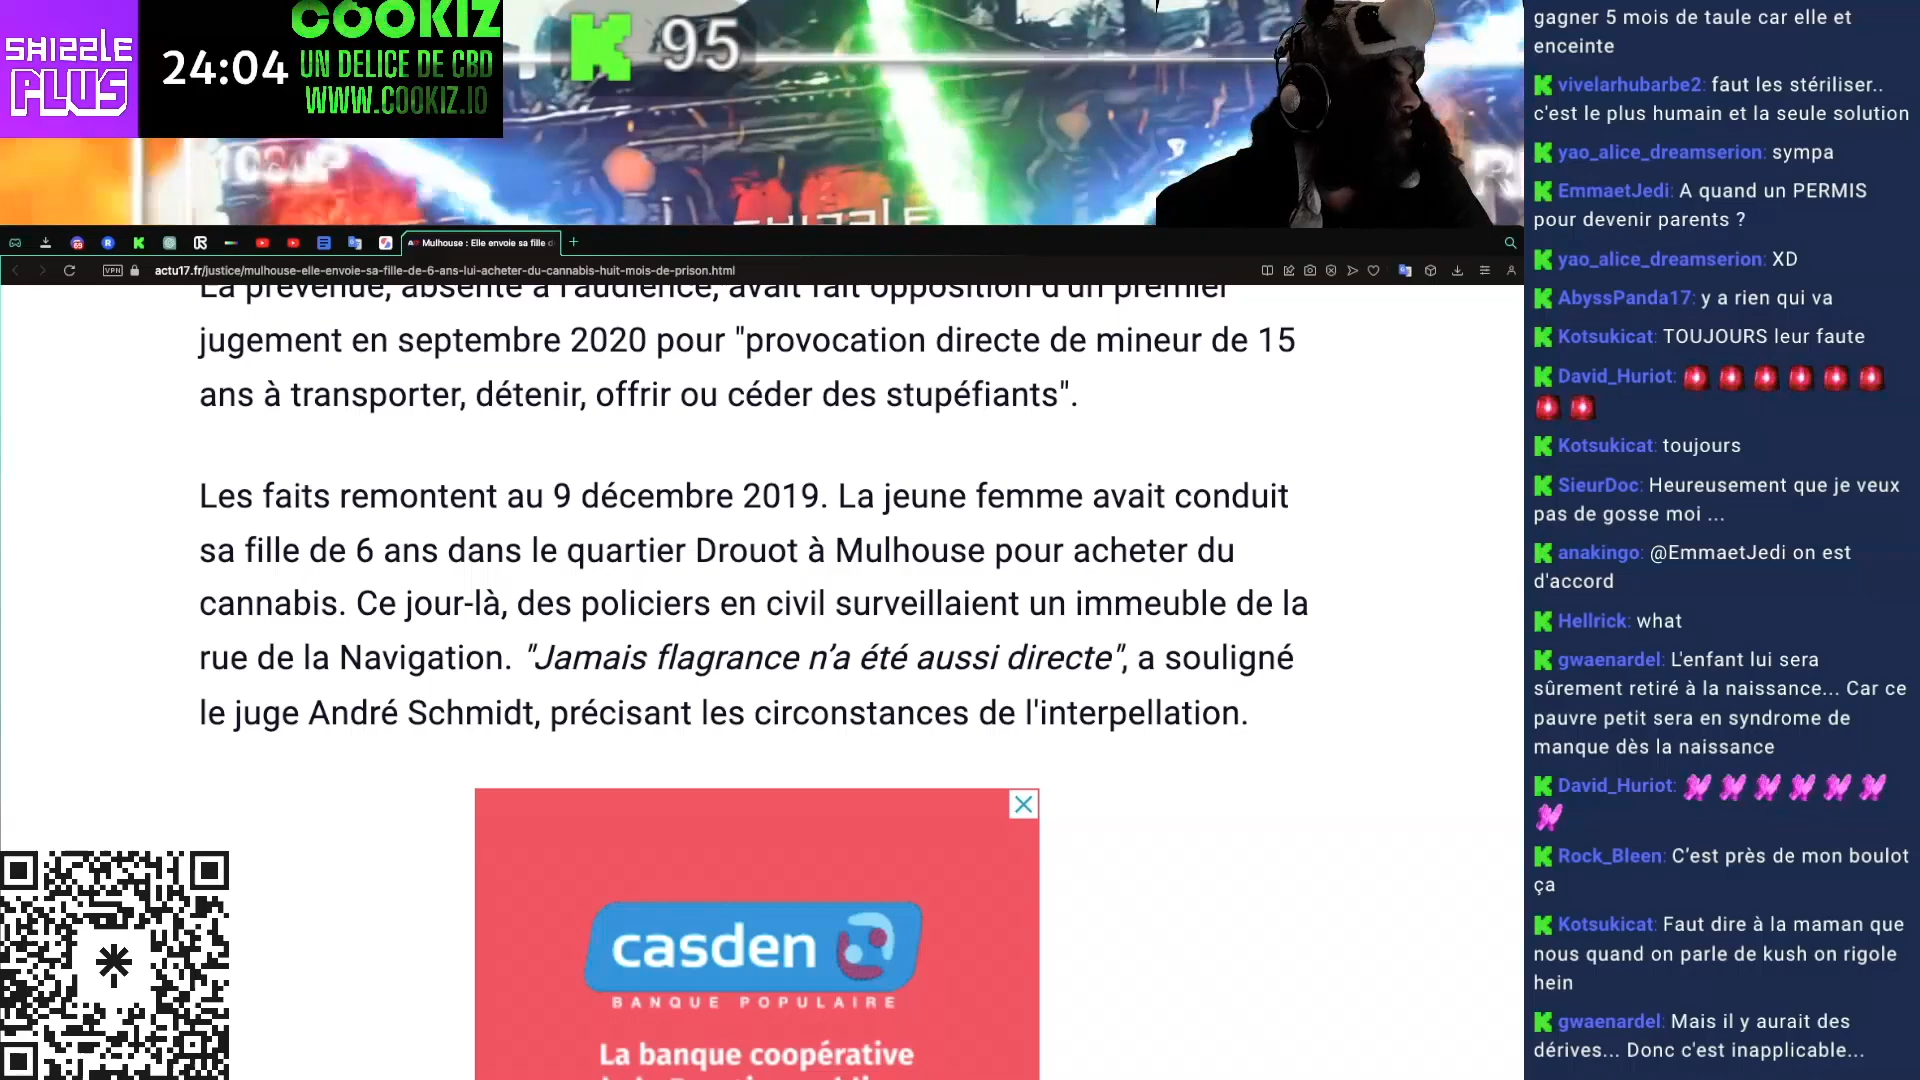 SHIZZLE
PLUS
24:04
COOKIZ
UN DELICE DE CBD
WWW.COOKIZ.IO
95
Mulhouse : Elle envoie sa fille d
VPN
actu17.fr/justice/mulhouse-elle-envoie-sa-fille-de-6-ans-lui-acheter-du-cannabis-huit-mois-de-prison.html
La prévenue, absente à l'audience, avait fait opposition d'un premier
jugement en septembre 2020 pour "provocation directe de mineur de 15
ans à transporter, détenir, offrir ou céder des stupéfiants".
Les faits remontent au 9 décembre 2019. La jeune femme avait conduit
sa fille de 6 ans dans le quartier Drouot à Mulhouse pour acheter du
cannabis. Ce jour-là, des policiers en civil surveillaient un immeuble de la
rue de la Navigation. "Jamais flagrance n’a été aussi directe", a souligné
le juge André Schmidt, précisant les circonstances de l'interpellation.
casden
BANQUE POPULAIRE
La banque coopérative
gagner 5 mois de taule car elle et
enceinte
vivelarhubarbe2: faut les stériliser..
c'est le plus humain et la seule solution
yao_alice_dreamserion: sympa
EmmaetJedi: A quand un PERMIS
pour devenir parents ?
yao_alice_dreamserion: XD
AbyssPanda17: y a rien qui va
Kotsukicat: TOUJOURS leur faute
David_Huriot:
Kotsukicat: toujours
SieurDoc: Heureusement que je veux
pas de gosse moi ...
anakingo: @EmmaetJedi on est
d'accord
Hellrick: what
gwaenardel: L'enfant lui sera
sûrement retiré à la naissance... Car ce
pauvre petit sera en syndrome de
manque dès la naissance
David_Huriot:
Rock_Bleen: C’est près de mon boulot
ça
Kotsukicat: Faut dire à la maman que
nous quand on parle de kush on rigole
hein
gwaenardel: Mais il y aurait des
dérives... Donc c'est inapplicable...